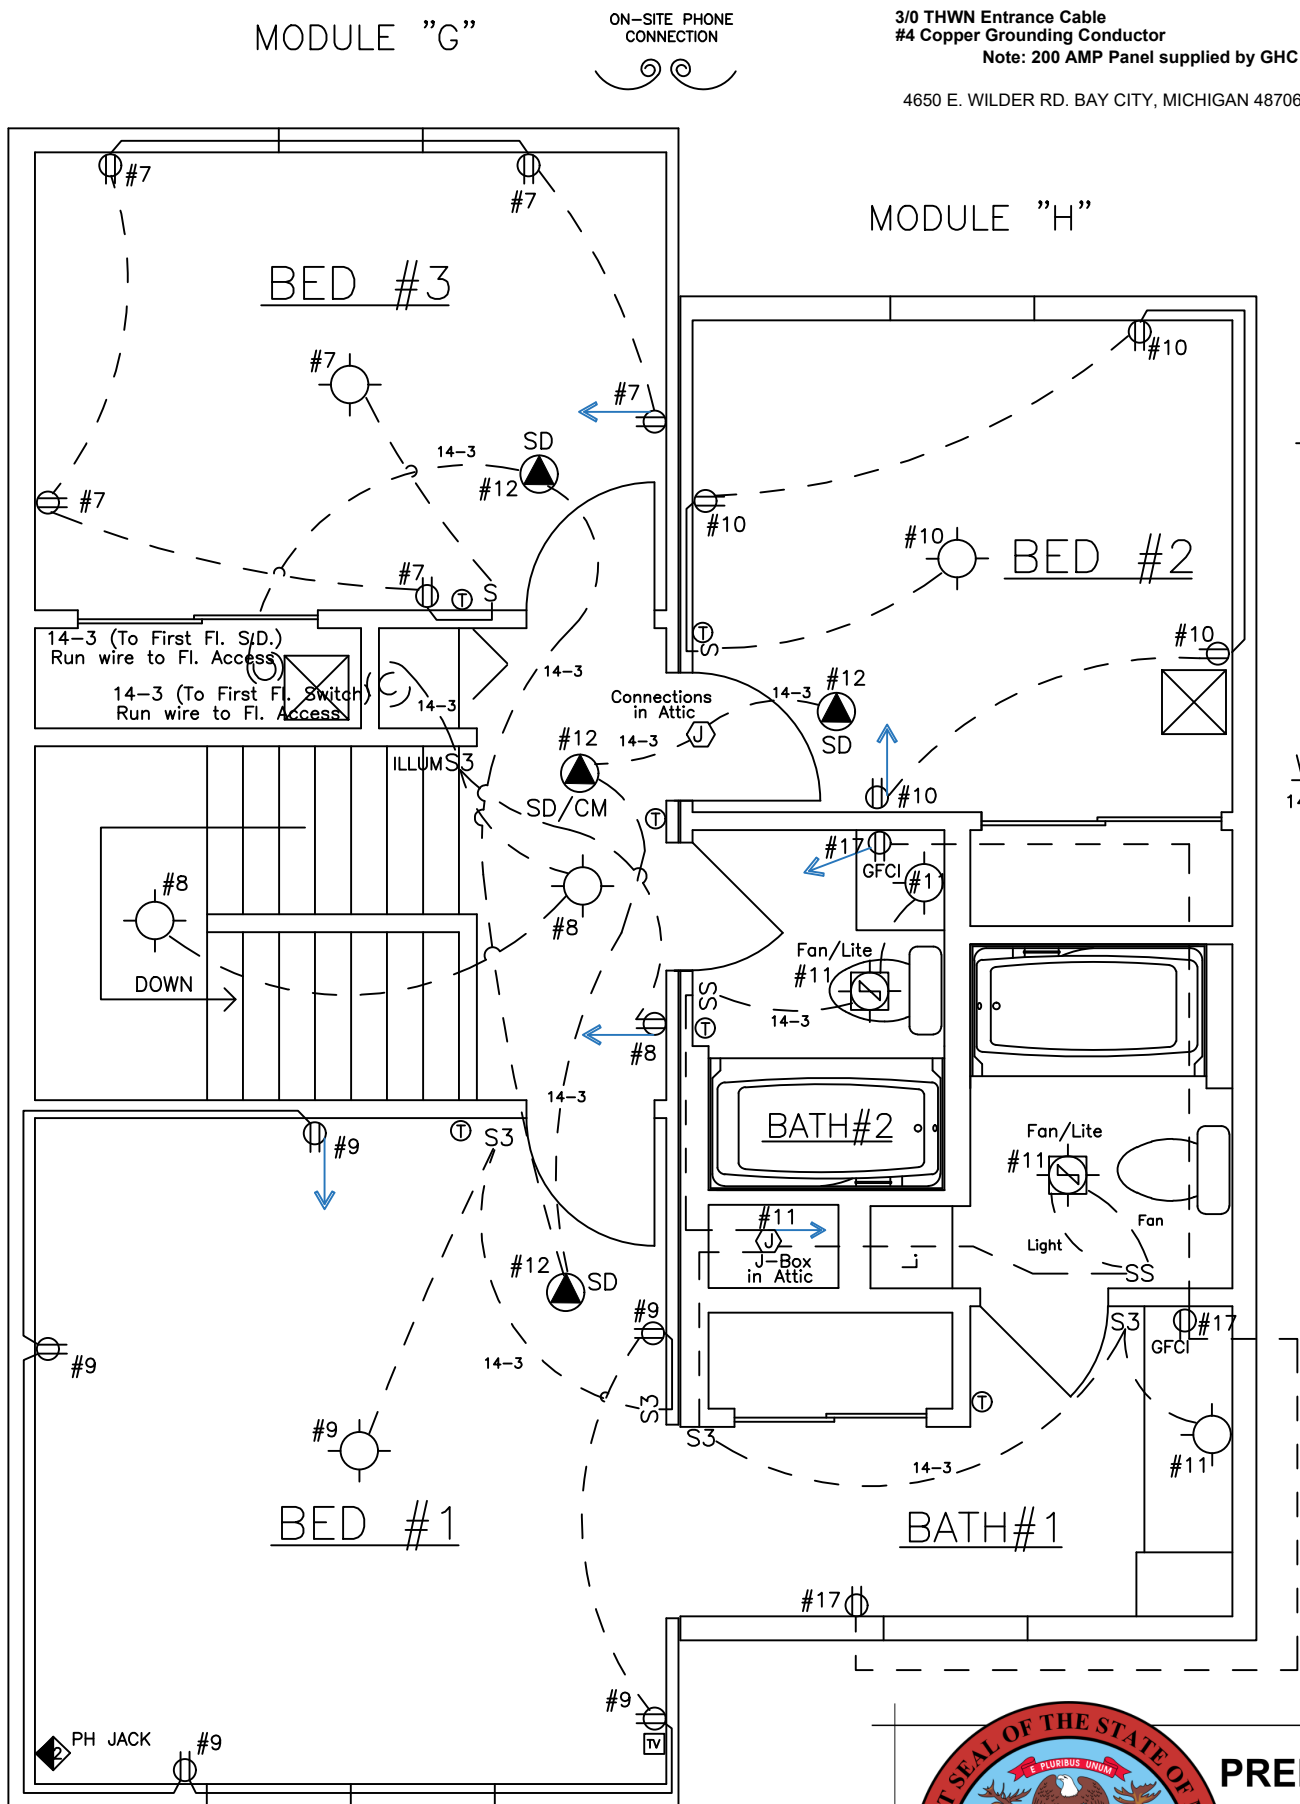 MODULE "G"
ON-SITE PHONE
CONNECTION
3/0 THWN Entrance Cable
#4 Copper Grounding Conductor
Note: 200 AMP Panel supplied by GHC
4650 E. WILDER RD. BAY CITY, MICHIGAN 48706
#7
#7
MODULE "H"
BED #3
#7
#7
#10
14-3
SD
#12
#7
#10
#10
BED #2
#7
T
S
T
S
#10
14-3 (To First Fl. S.D.)
Run wire to Fl. Access
14-3
14-3 (To First Fl. Switch)
Run wire to Fl. Access
14-3
Connections
in Attic
J
14-3
#12
SD
#12
14-3
ILLUM S3
SD/CM
#10
14
T
#17
GFCI
#11
#8
#8
Fan/Lite
#11
DOWN
SS
14-3
T
#8
14-3
BATH#2
#9
T
S3
Fan/Lite
#11
Fan
Light
SS
#11
J
J-Box
in Attic
#12
SD
#9
#9
S3
#17
GFCI
14-3
S3
T
S3
#9
14-3
#11
BED #1
BATH#1
#17
#9
TV
2
PH JACK
#9
SEAL OF THE STATE OF
E PLURIBUS UNUM